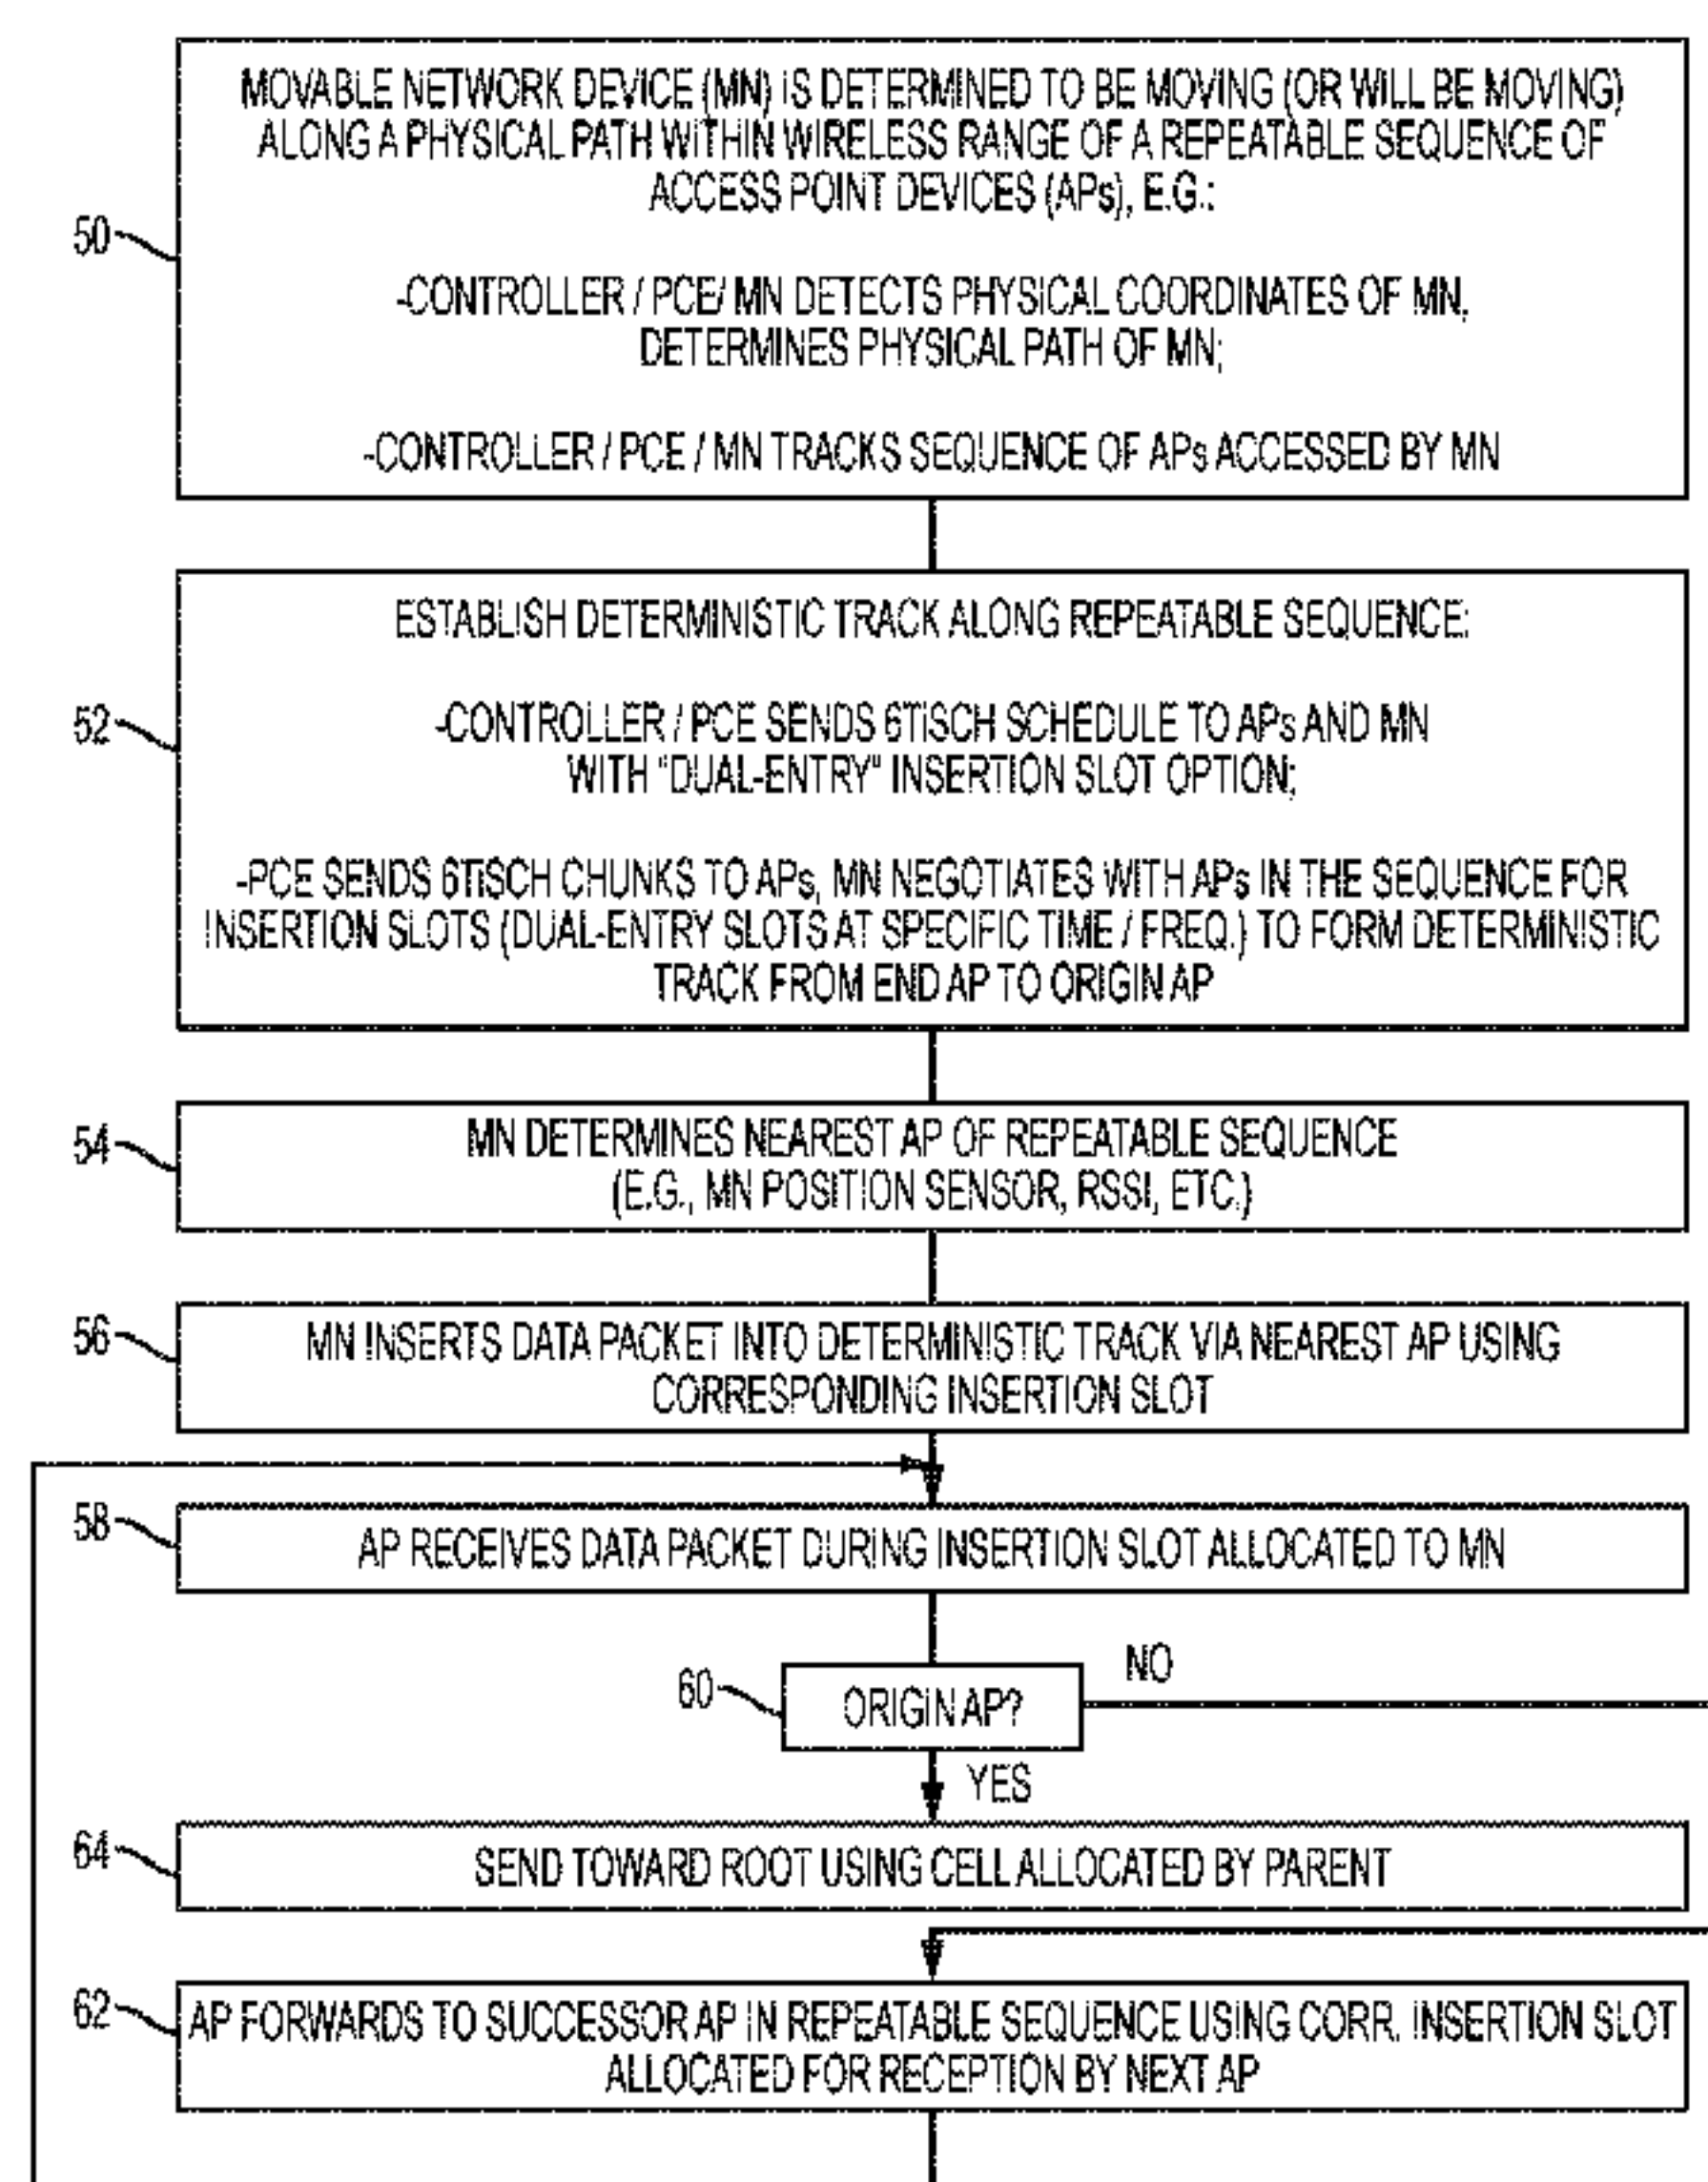 MOVABLE NETWORK DEVICE (MN) IS DETERMINED TO BE MOVING (OR WILL BE MOVING)
ALONG A PHYSICAL PATH WITHIN WIRELESS RANGE OF A REPEATABLE SEQUENCE OF
ACCESS POINT DEVICES (APs), E.G.:
50
-CONTROLLER / PCE/ MN DETECTS PHYSICAL COORDINATES OF MN,
DETERMINES PHYSICAL PATH OF MN;
-CONTROLLER / PCE / MN TRACKS SEQUENCE OF APs ACCESSED BY MN
ESTABLISH DETERMINISTIC TRACK ALONG REPEATABLE SEQUENCE:
52
-CONTROLLER / PCE SENDS 6TiSCH SCHEDULE TO APs AND MN
WITH "DUAL-ENTRY" INSERTION SLOT OPTION;
-PCE SENDS 6TiSCH CHUNKS TO APs, MN NEGOTIATES WITH APs IN THE SEQUENCE FOR
INSERTION SLOTS (DUAL-ENTRY SLOTS AT SPECIFIC TIME / FREQ.) TO FORM DETERMINISTIC
TRACK FROM END AP TO ORIGIN AP
54
MN DETERMINES NEAREST AP OF REPEATABLE SEQUENCE
(E.G., MN POSITION SENSOR, RSSI, ETC.)
56
MN INSERTS DATA PACKET INTO DETERMINISTIC TRACK VIA NEAREST AP USING
CORRESPONDING INSERTION SLOT
58
AP RECEIVES DATA PACKET DURING INSERTION SLOT ALLOCATED TO MN
60
ORIGIN AP?
NO
YES
64
SEND TOWARD ROOT USING CELL ALLOCATED BY PARENT
62
AP FORWARDS TO SUCCESSOR AP IN REPEATABLE SEQUENCE USING CORR. INSERTION SLOT
ALLOCATED FOR RECEPTION BY NEXT AP